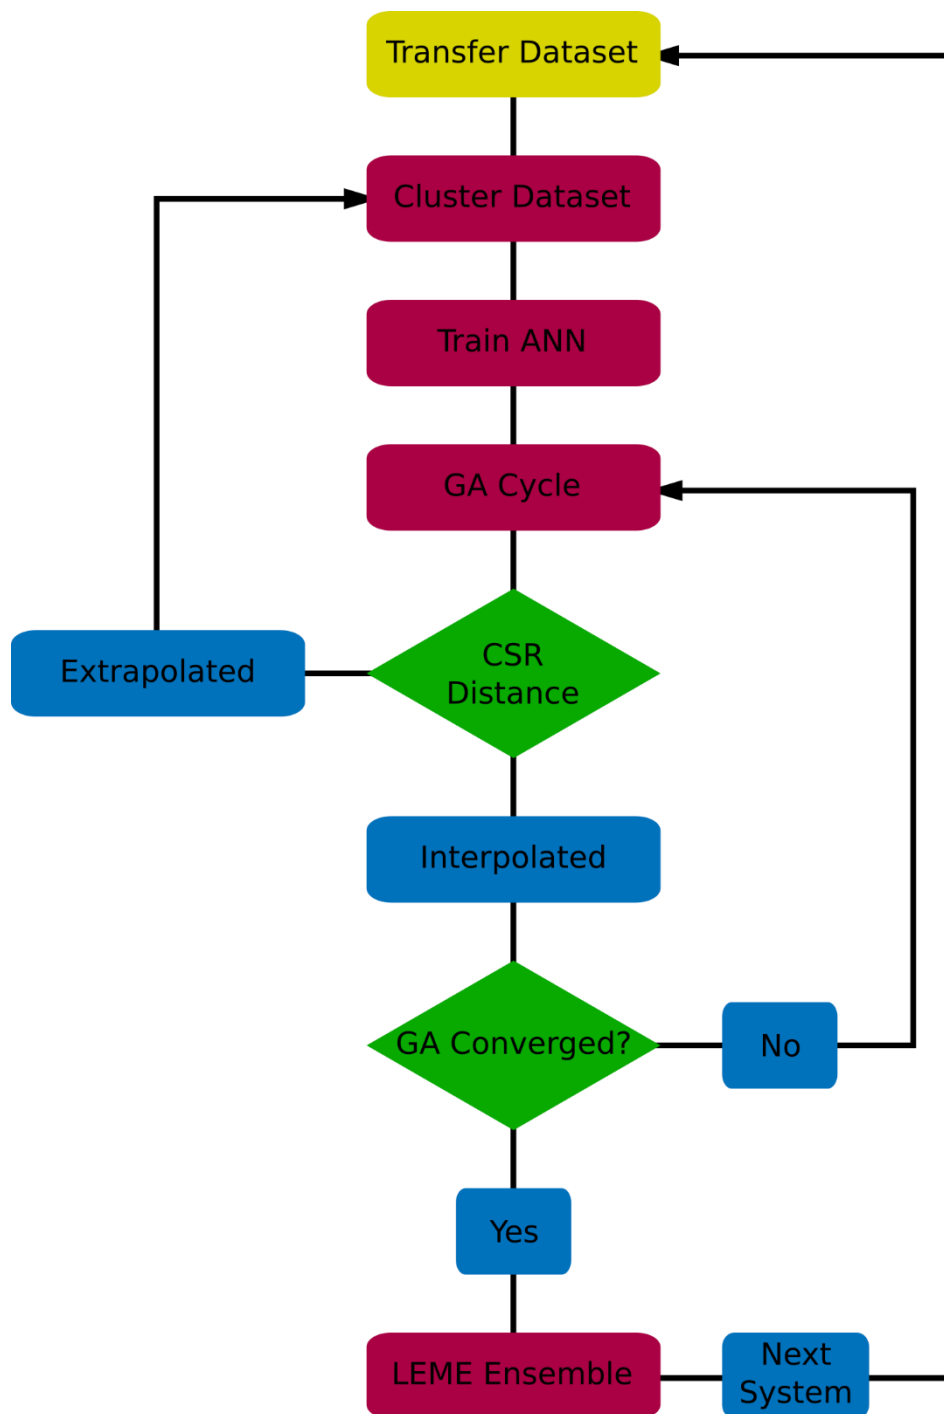 Transfer Dataset
Cluster Dataset
Train ANN
GA Cycle
CSR
Distance
Extrapolated
Interpolated
GA Converged?
No
Yes
LEME Ensemble
Next
System